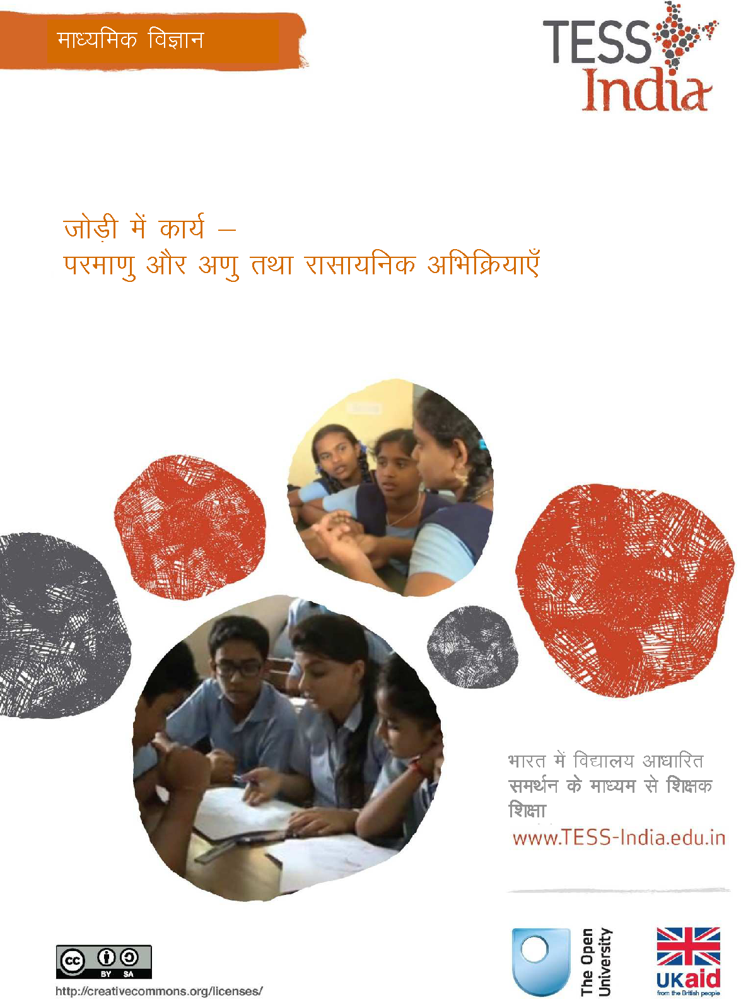 माध्यमिक विज्ञान
TESS
India
जोड़ी में कार्य –
परमाणु और अणु तथा रासायनिक अभिक्रियाएँ
भारत में विद्यालय आधारित
समर्थन के माध्यम से शिक्षक
शिक्षा
www.TESS-India.edu.in
The Open
University
UKaid
from the British people
cc
BY SA
http://creativecommons.org/licenses/